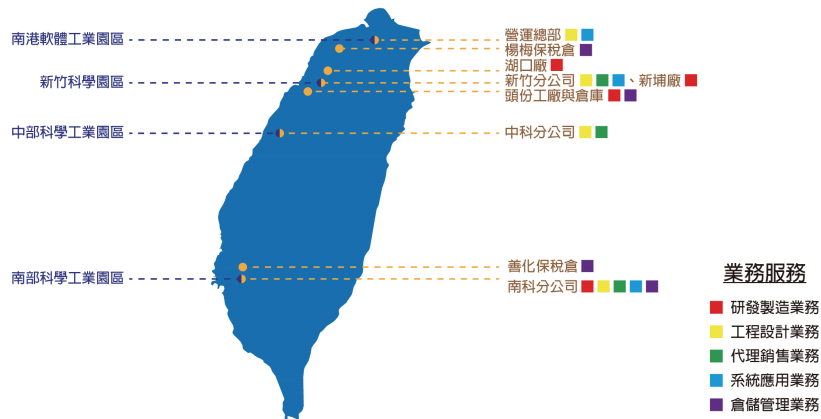 南港軟體工業園區
營運總部
楊梅保稅倉
湖口廠
新竹科學園區
新竹分公司、新埔廠
頭份工廠與倉庫
中部科學工業園區
中科分公司
善化保稅倉
南部科學工業園區
南科分公司
業務服務
研發製造業務
工程設計業務
代理銷售業務
系統應用業務
倉儲管理業務